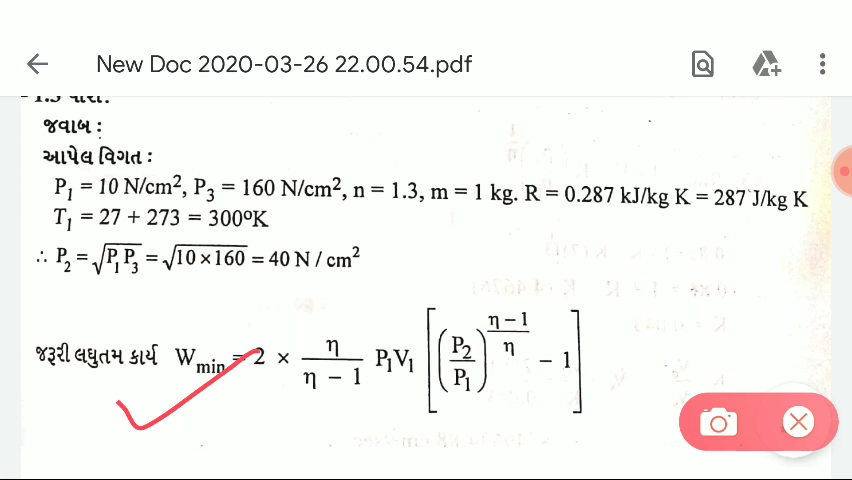 New Doc 2020-03-26 22.00.54.pdf
જવાબ :
આપેલ વિગત :
P₁ = 10 N/cm², P₃ = 160 N/cm², n = 1.3, m = 1 kg. R = 0.287 kJ/kg K = 287 J/kg K
T₁ = 27 + 273 = 300°K
∴ P₂ = √P₁P₃ = √10×160 = 40 N / cm²
જરૂરી લઘુતમ કાર્ય W_min = 2 × η/(η − 1) P₁V₁ [(P₂/P₁)^((η−1)/η) − 1]